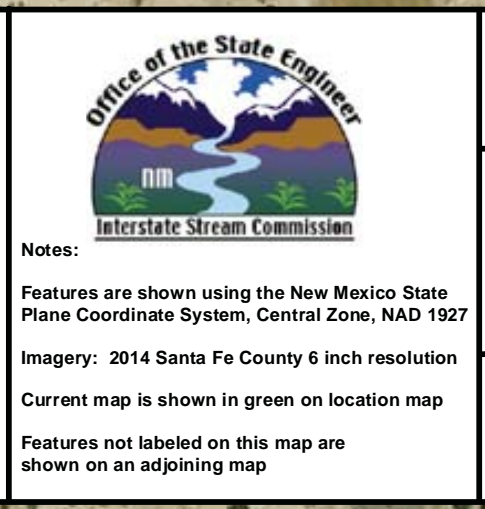 Office of the State Engineer
nm
Interstate Stream Commission
Notes:
Features are shown using the New Mexico State
Plane Coordinate System, Central Zone, NAD 1927
Imagery: 2014 Santa Fe County 6 inch resolution
Current map is shown in green on location map
Features not labeled on this map are
shown on an adjoining map